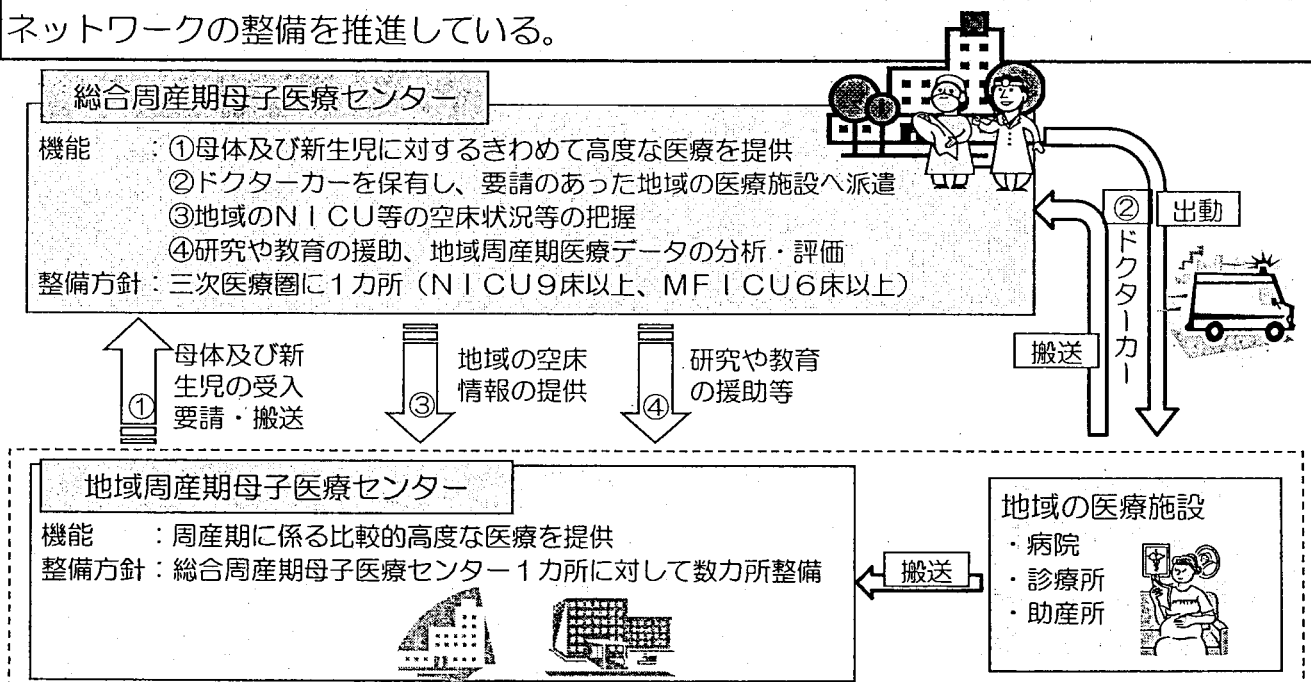 ネットワークの整備を推進している。
総合周産期母子医療センター
機能　　：①母体及び新生児に対するきわめて高度な医療を提供
②ドクターカーを保有し、要請のあった地域の医療施設へ派遣
③地域のＮＩＣＵ等の空床状況等の把握
④研究や教育の援助、地域周産期医療データの分析・評価
整備方針：三次医療圏に１カ所（ＮＩＣＵ９床以上、ＭＦＩＣＵ６床以上）
②
ドクターカー
出動
搬送
①
母体及び新
生児の受入
要請・搬送
③
地域の空床
情報の提供
④
研究や教育
の援助等
地域周産期母子医療センター
機能　　：周産期に係る比較的高度な医療を提供
整備方針：総合周産期母子医療センター１カ所に対して数カ所整備
搬送
地域の医療施設
・病院
・診療所
・助産所